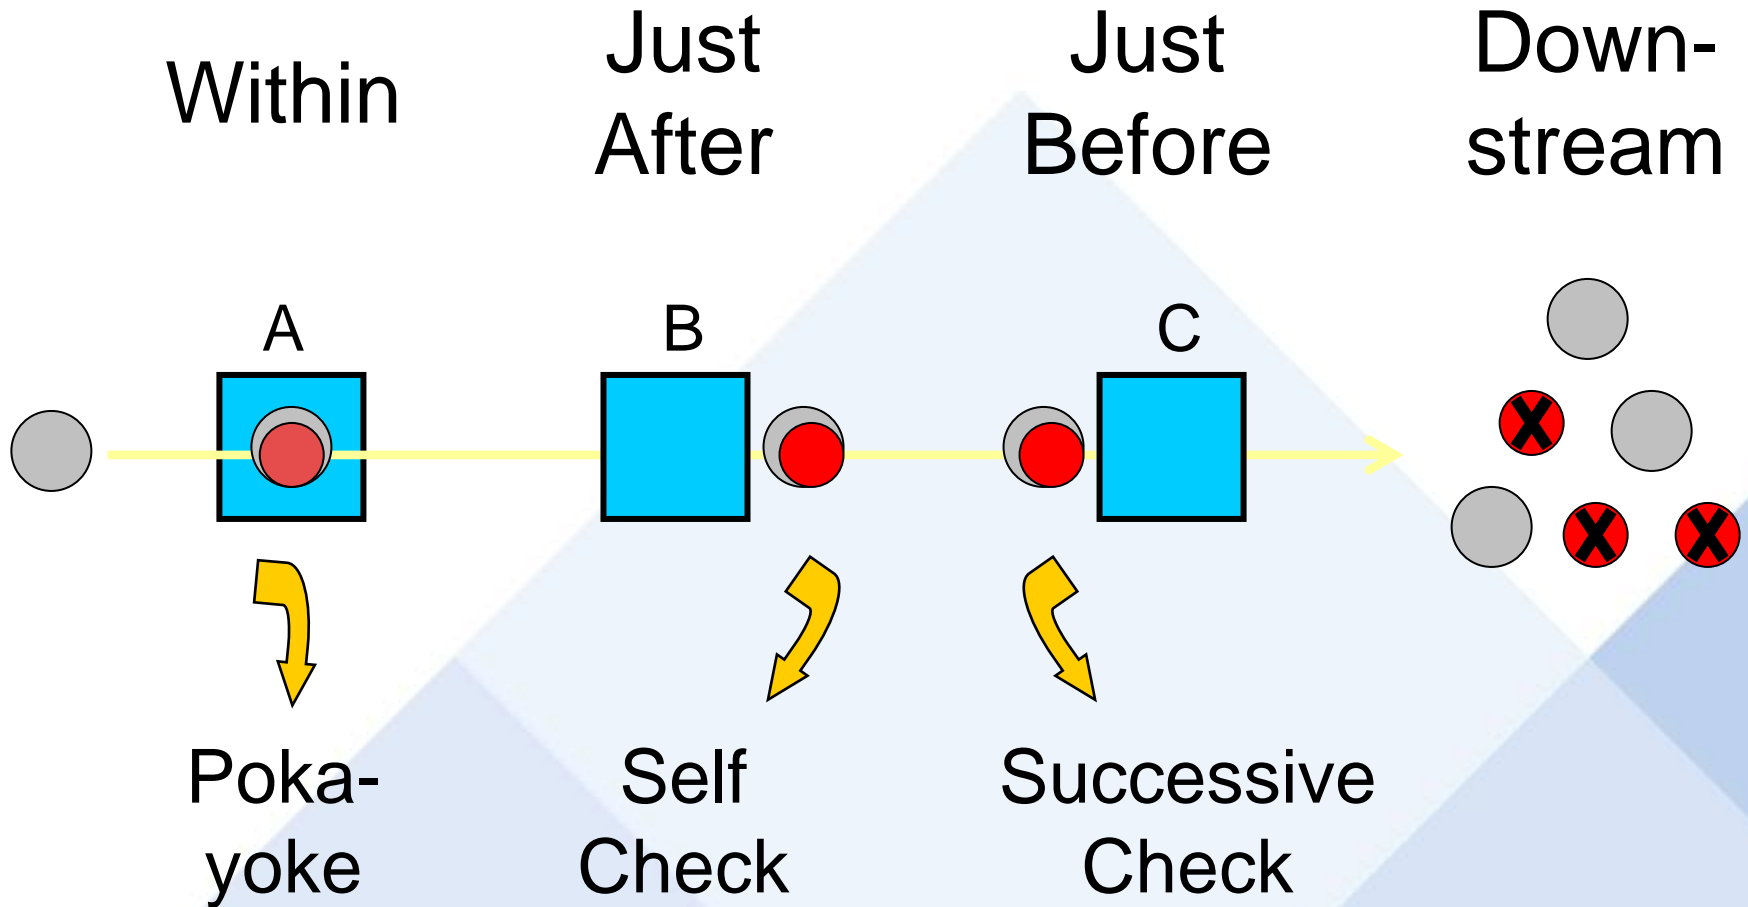 Within
Just
After
Just
Before
Down-
stream
A
B
C
X
X
X
Poka-
yoke
Self
Check
Successive
Check